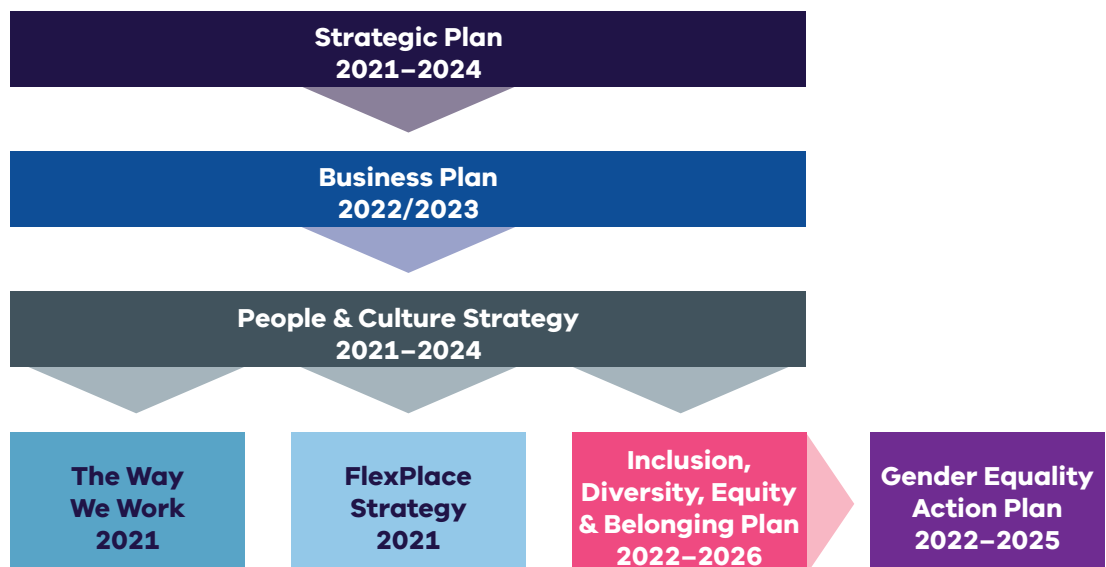 Strategic Plan
2021–2024
Business Plan
2022/2023
People & Culture Strategy
2021–2024
The Way
We Work
2021
FlexPlace
Strategy
2021
Inclusion,
Diversity, Equity
& Belonging Plan
2022–2026
Gender Equality
Action Plan
2022–2025